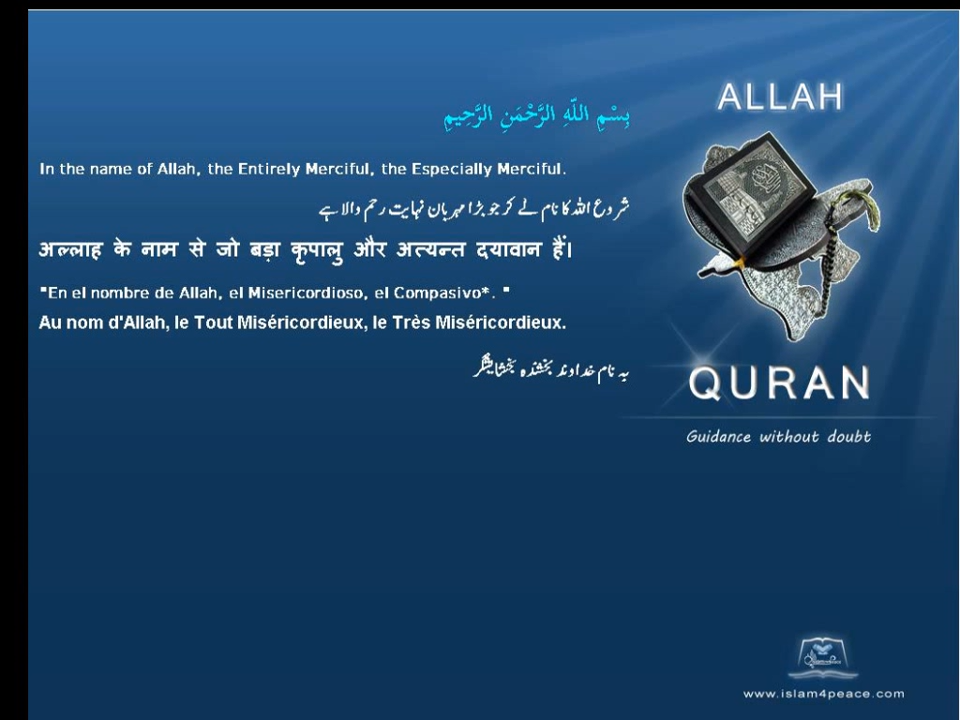 بِسْمِ اللّهِ الرَّحْمَنِ الرَّحِيمِ
In the name of Allah, the Entirely Merciful, the Especially Merciful.
شروع اللہ کا نام لے کر جو بڑا مہربان نہایت رحم والا ہے
अल्लाह के नाम से जो बड़ा कृपालु और अत्यन्त दयावान हैं।
"En el nombre de Allah, el Misericordioso, el Compasivo*. "
Au nom d'Allah, le Tout Miséricordieux, le Très Miséricordieux.
به نام خداوند بخشنده بخشایشگر
ALLAH
QURAN
Guidance without doubt
www.islam4peace.com